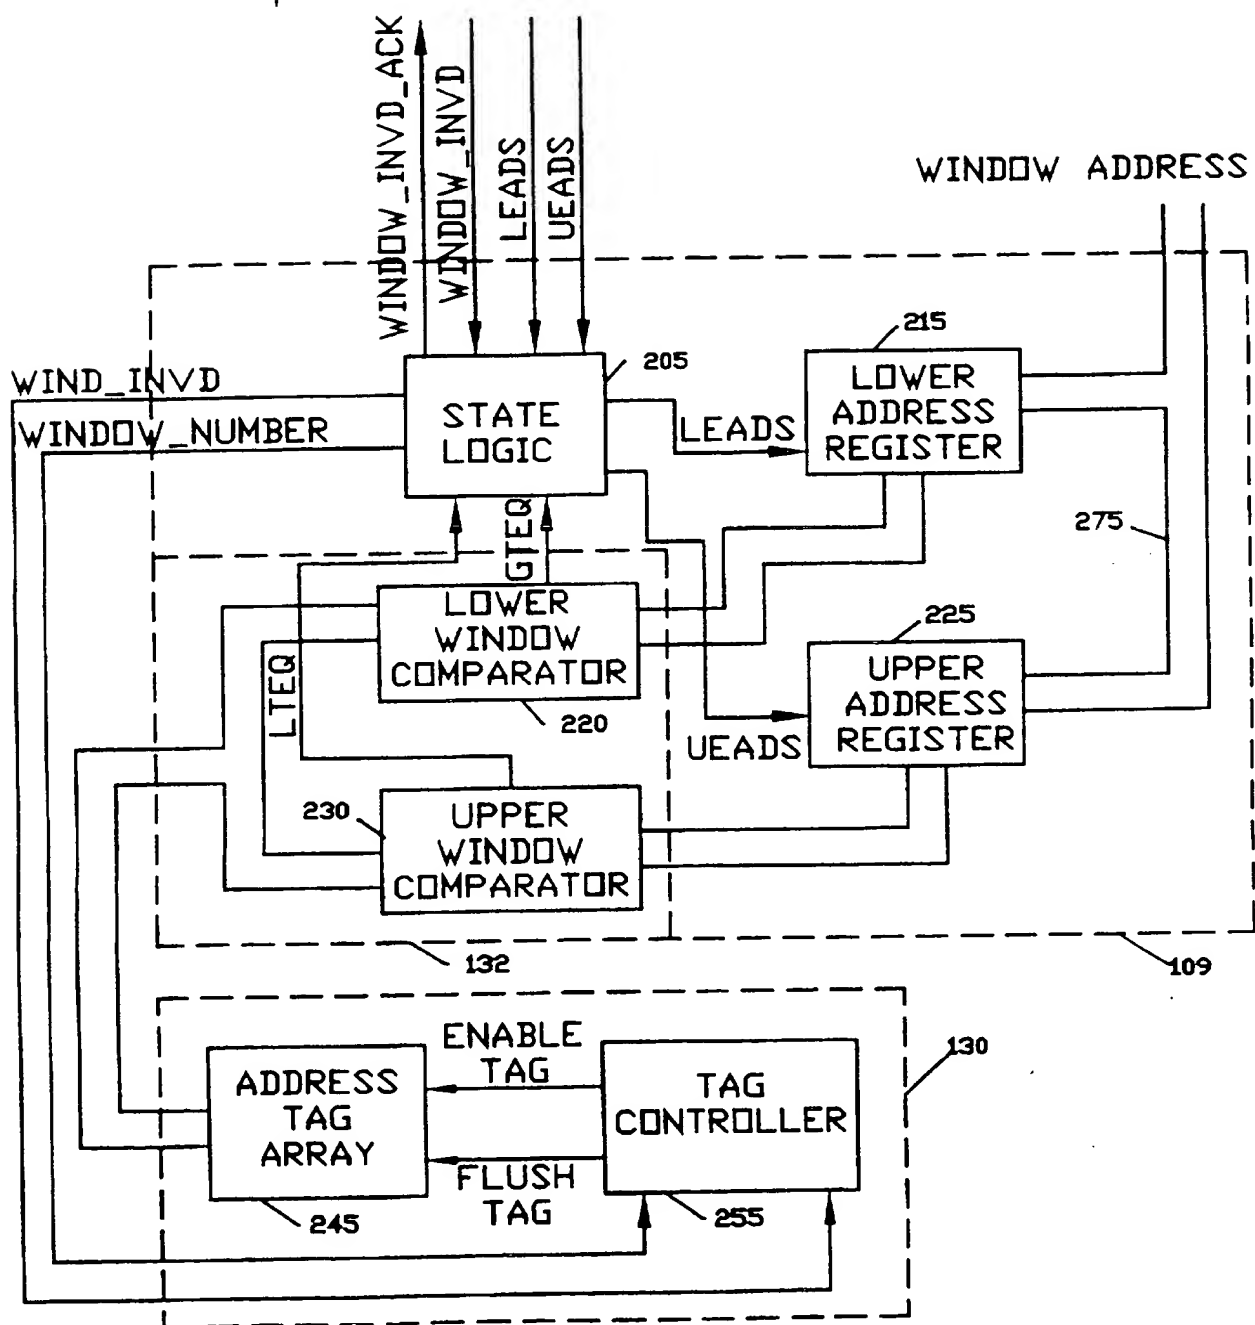 WINDOW_INVD_ACK
WINDOW_INVD
LEADS
UEADS
WINDOW ADDRESS
215
LOWER
ADDRESS
REGISTER
205
STATE
LOGIC
WIND_INVD
WINDOW_NUMBER
LEADS
275
GTEQ
LTEQ
LOWER
WINDOW
COMPARATOR
220
225
UPPER
ADDRESS
REGISTER
UEADS
230
UPPER
WINDOW
COMPARATOR
132
109
130
ENABLE
TAG
ADDRESS
TAG
ARRAY
TAG
CONTROLLER
FLUSH
TAG
245
255